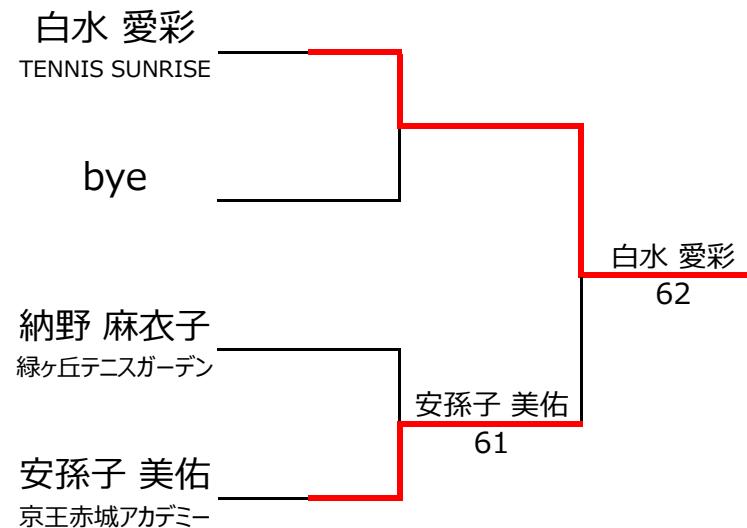 白水 愛彩
TENNIS SUNRISE
bye
白水 愛彩
62
納野 麻衣子
緑ヶ丘テニスガーデン
安孫子 美佑
61
安孫子 美佑
京王赤城アカデミー